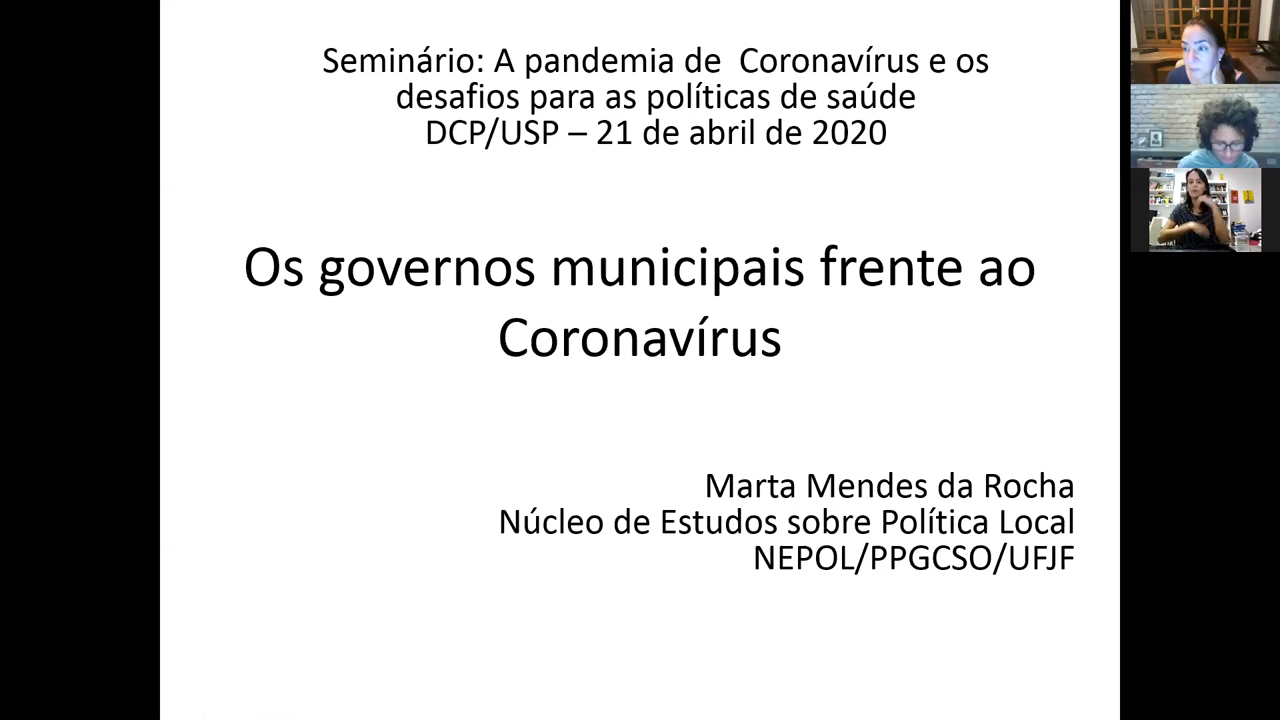 Seminário: A pandemia de  Coronavírus e os
desafios para as políticas de saúde
DCP/USP – 21 de abril de 2020
Os governos municipais frente ao
Coronavírus
Marta Mendes da Rocha
Núcleo de Estudos sobre Política Local
NEPOL/PPGCSO/UFJF